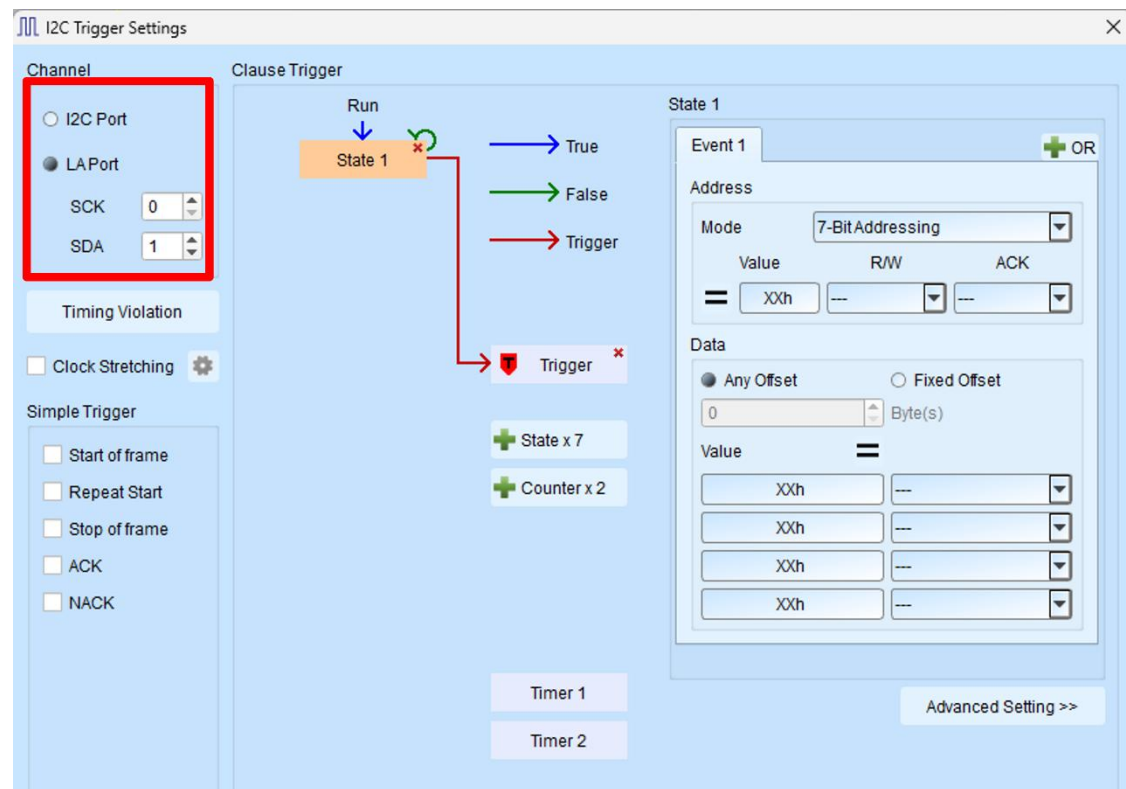 I2C Trigger Settings
Channel
I2C Port
LA Port
SCK 0
SDA 1
Timing Violation
Clock Stretching
Simple Trigger
Start of frame
Repeat Start
Stop of frame
ACK
NACK
Clause Trigger
Run
State 1
True
False
Trigger
T Trigger
State x 7
Counter x 2
Timer 1
Timer 2
State 1
Event 1
OR
Address
Mode 7-Bit Addressing
Value R/W ACK
= XXh --- ---
Data
Any Offset Fixed Offset
0 Byte(s)
Value =
XXh ---
XXh ---
XXh ---
XXh ---
Advanced Setting >>